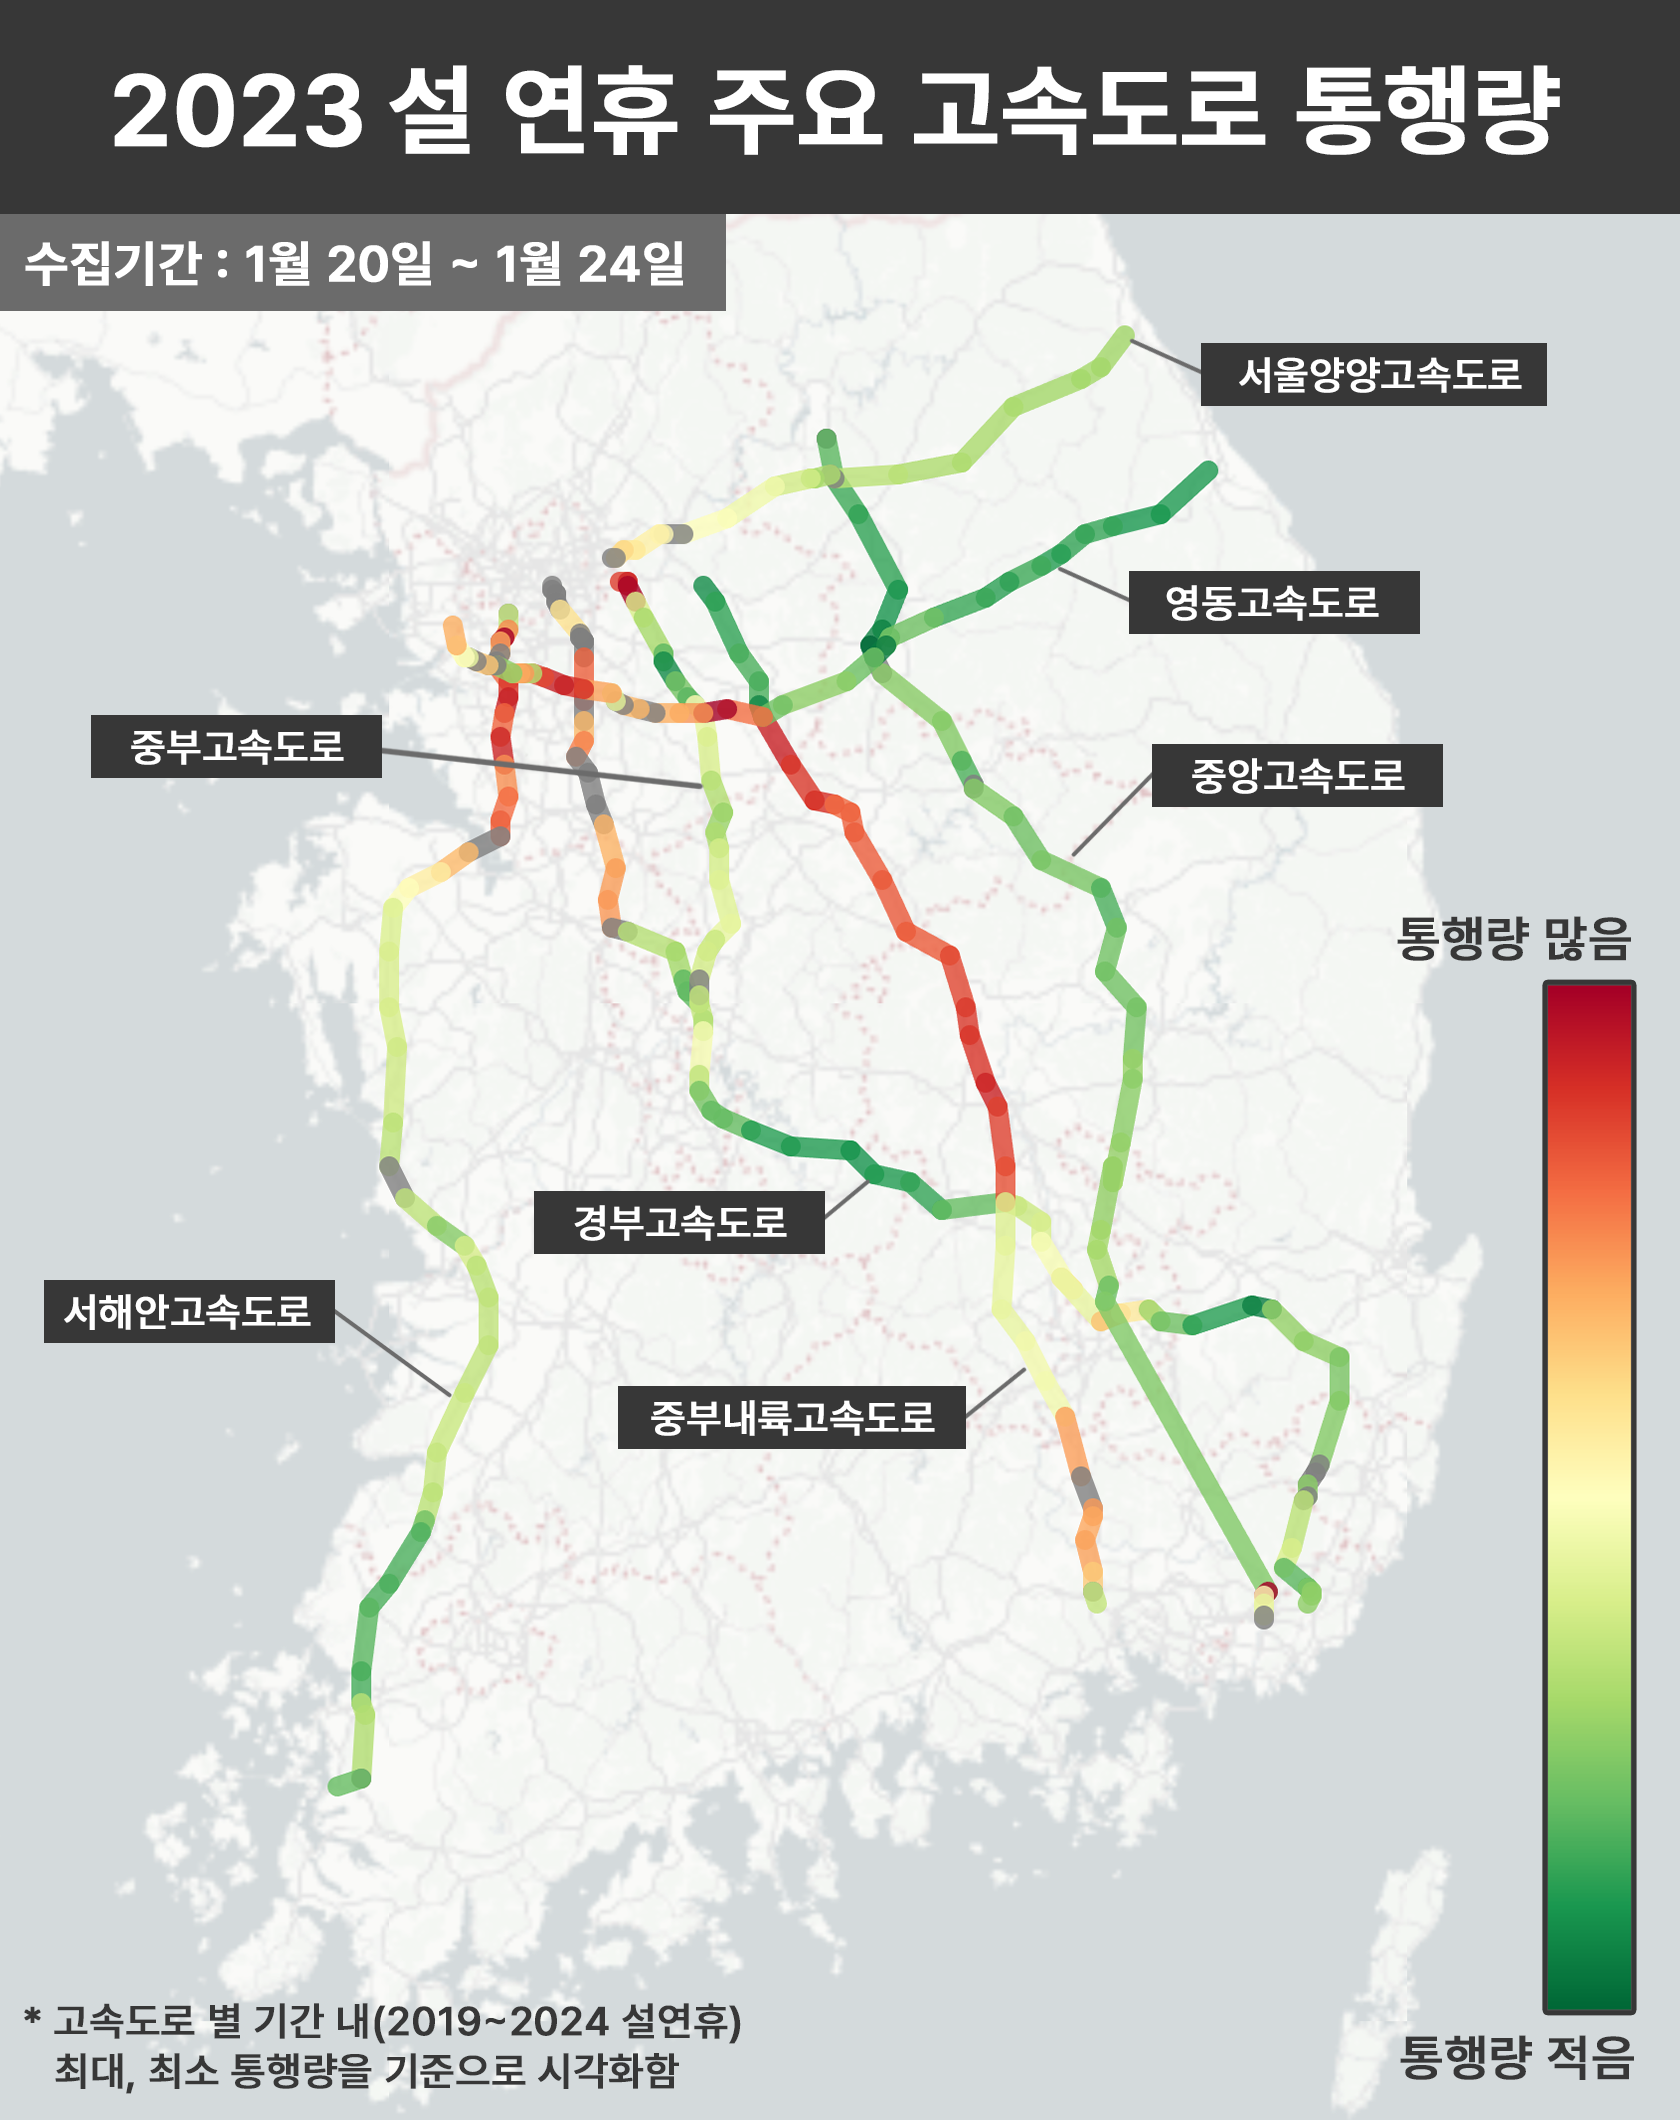 2023 설 연휴 주요 고속도로 통행량
수집기간 : 1월 20일 ~ 1월 24일
서울양양고속도로
영동고속도로
중부고속도로
중앙고속도로
통행량 많음
경부고속도로
서해안고속도로
중부내륙고속도로
* 고속도로 별 기간 내(2019~2024 설연휴)
최대, 최소 통행량을 기준으로 시각화함
통행량 적음